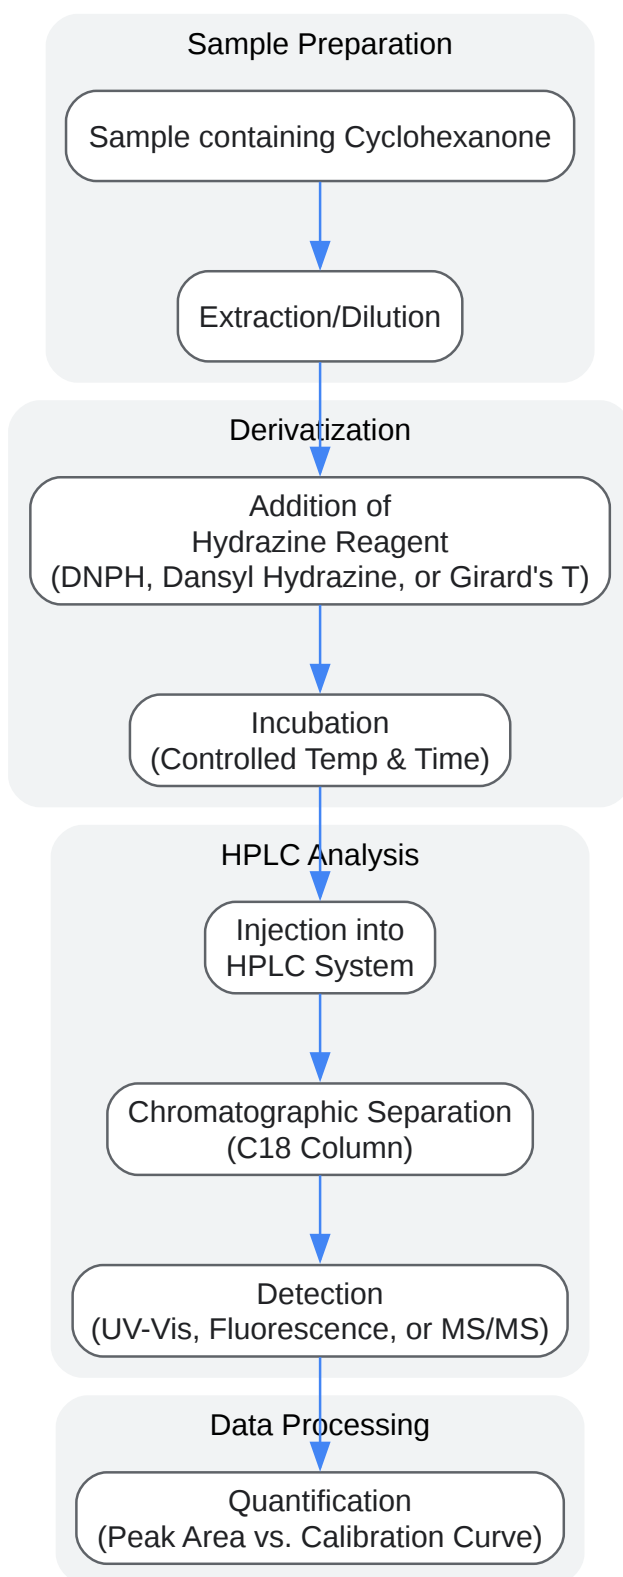 Sample Preparation
Sample containing Cyclohexanone
Extraction/Dilution
Derivatization
Addition of
Hydrazine Reagent
(DNPH, Dansyl Hydrazine, or Girard's T)
Incubation
(Controlled Temp & Time)
HPLC Analysis
Injection into
HPLC System
Chromatographic Separation
(C18 Column)
Detection
(UV-Vis, Fluorescence, or MS/MS)
Data Processing
Quantification
(Peak Area vs. Calibration Curve)